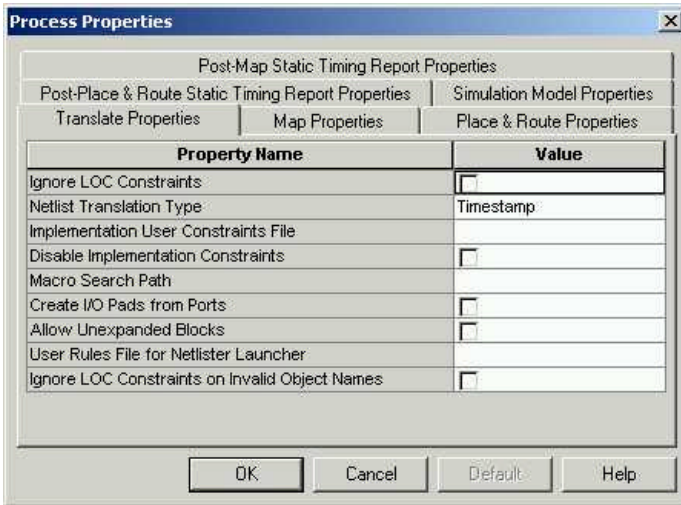 Process Properties
Post-Map Static Timing Report Properties
Post-Place & Route Static Timing Report Properties Simulation Model Properties
Translate Properties Map Properties Place & Route Properties
Property Name Value
Ignore LOC Constraints
Netlist Translation Type Timestamp
Implementation User Constraints File
Disable Implementation Constraints
Macro Search Path
Create I/O Pads from Ports
Allow Unexpanded Blocks
User Rules File for Netlister Launcher
Ignore LOC Constraints on Invalid Object Names
OK Cancel Default Help